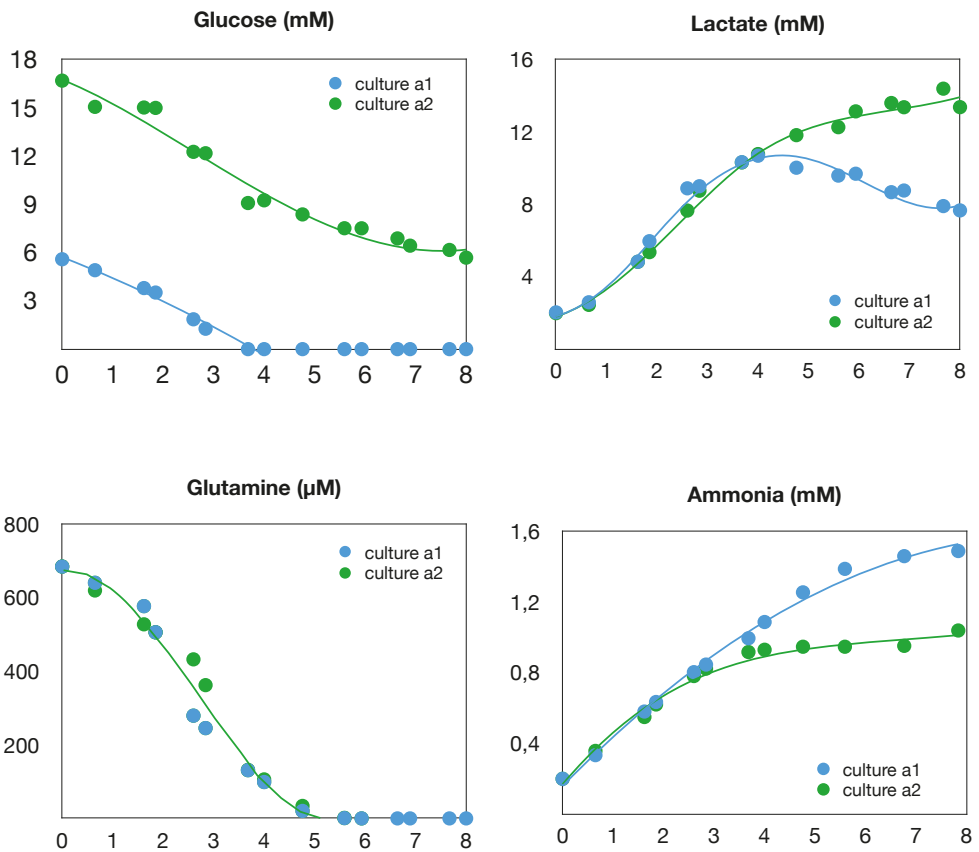 Glucose (mM)
18
15
12
9
6
3
culture a1
culture a2
0 1 2 3 4 5 6 7 8
Lactate (mM)
16
12
8
4
culture a1
culture a2
0 1 2 3 4 5 6 7 8
Glutamine (µM)
800
600
400
200
culture a1
culture a2
0 1 2 3 4 5 6 7 8
Ammonia (mM)
1,6
1,2
0,8
0,4
culture a1
culture a2
0 1 2 3 4 5 6 7 8